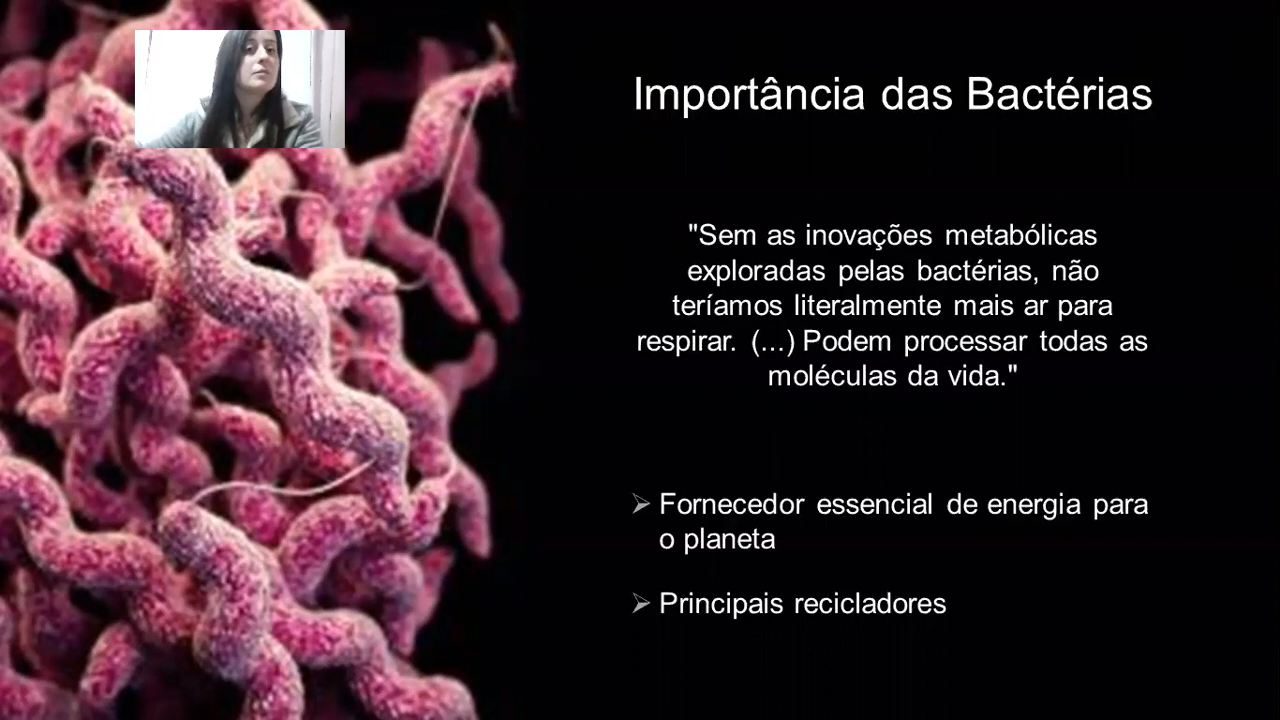 Importância das Bactérias
"Sem as inovações metabólicas
exploradas pelas bactérias, não
teríamos literalmente mais ar para
respirar. (...) Podem processar todas as
moléculas da vida."
Fornecedor essencial de energia para
o planeta
Principais recicladores